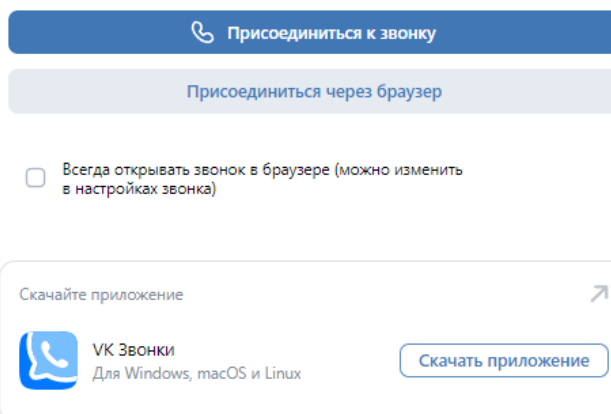 Присоединиться к звонку
Присоединиться через браузер
Всегда открывать звонок в браузере (можно изменить
в настройках звонка)
Скачайте приложение
VK Звонки
Для Windows, macOS и Linux
Скачать приложение